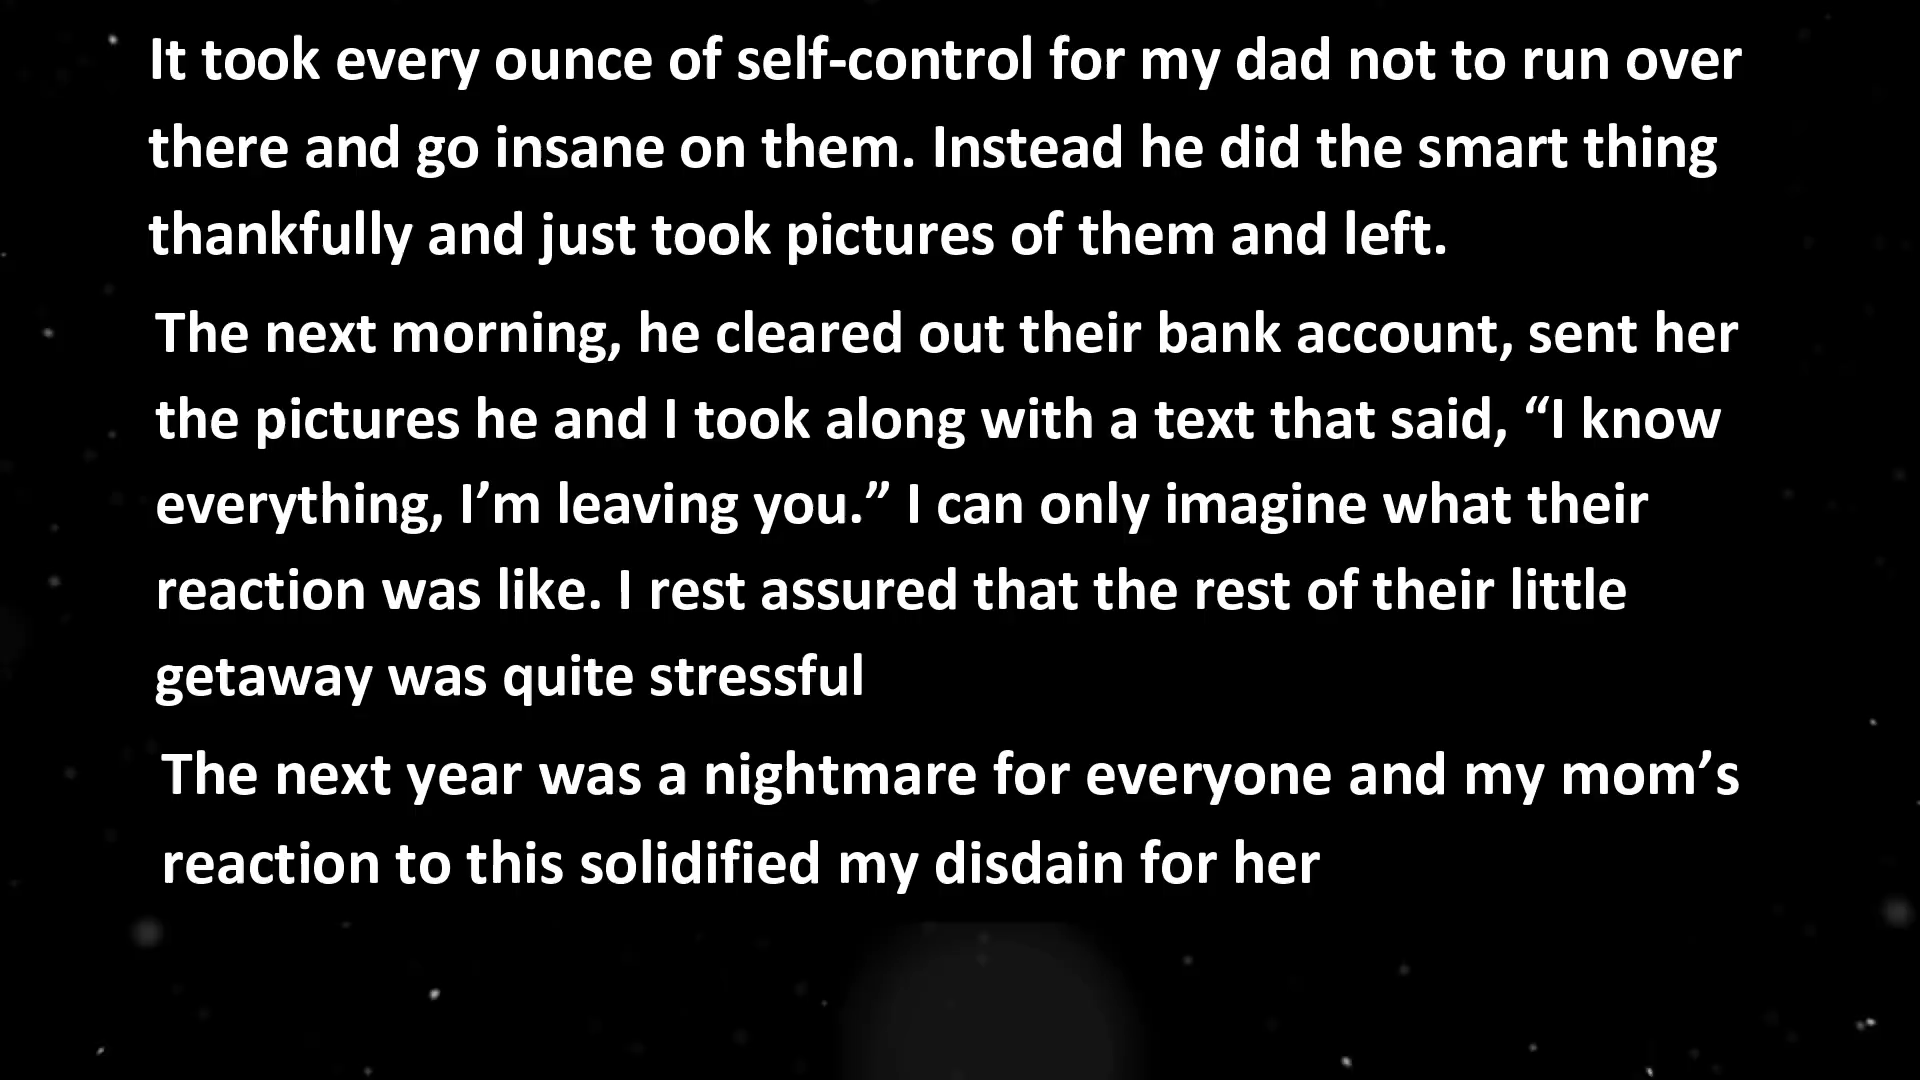 It took every ounce of self-control for my dad not to run over
there and go insane on them. Instead he did the smart thing
thankfully and just took pictures of them and left.
The next morning, he cleared out their bank account, sent her
the pictures he and I took along with a text that said, “I know
everything, I’m leaving you.” I can only imagine what their
reaction was like. I rest assured that the rest of their little
getaway was quite stressful
The next year was a nightmare for everyone and my mom’s
reaction to this solidified my disdain for her